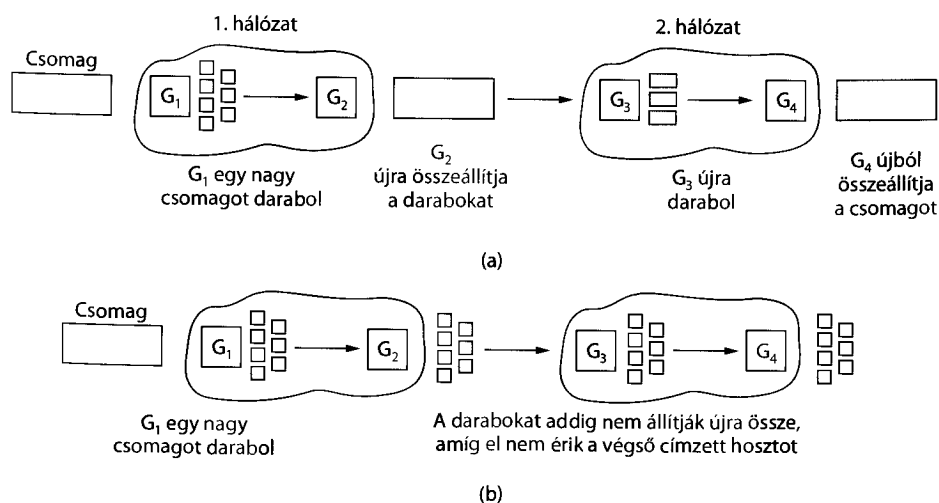 1. hálózat
2. hálózat
Csomag
G1
G2
G3
G4
G1 egy nagy
csomagot darabol
G2
újra összeállítja
a darabokat
G3 újra
darabol
G4 újból
összeállítja
a csomagot
(a)
Csomag
G1
G2
G3
G4
G1 egy nagy
csomagot darabol
A darabokat addig nem állítják újra össze,
amíg el nem érik a végső címzett hosztot
(b)